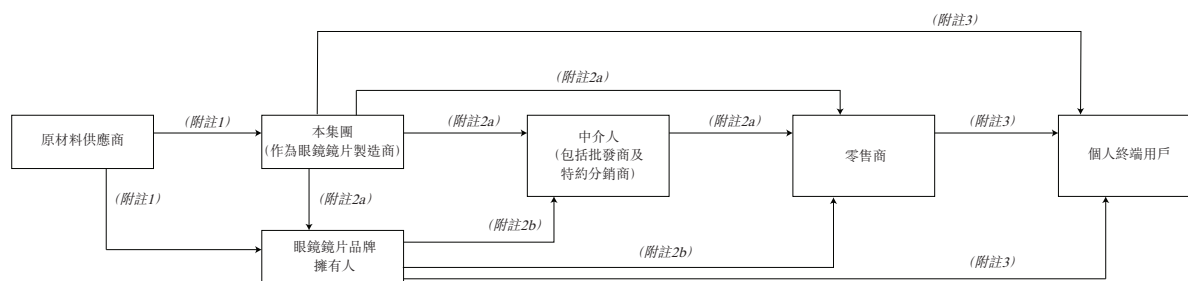 (附註3)
(附註2a)
原材料供應商
(附註1)
本集團
(作為眼鏡鏡片製造商)
(附註2a)
中介人
(包括批發商及
特約分銷商)
(附註2a)
零售商
(附註3)
個人終端用戶
(附註1)
(附註2a)
(附註2b)
眼鏡鏡片品牌
擁有人
(附註2b)
(附註3)